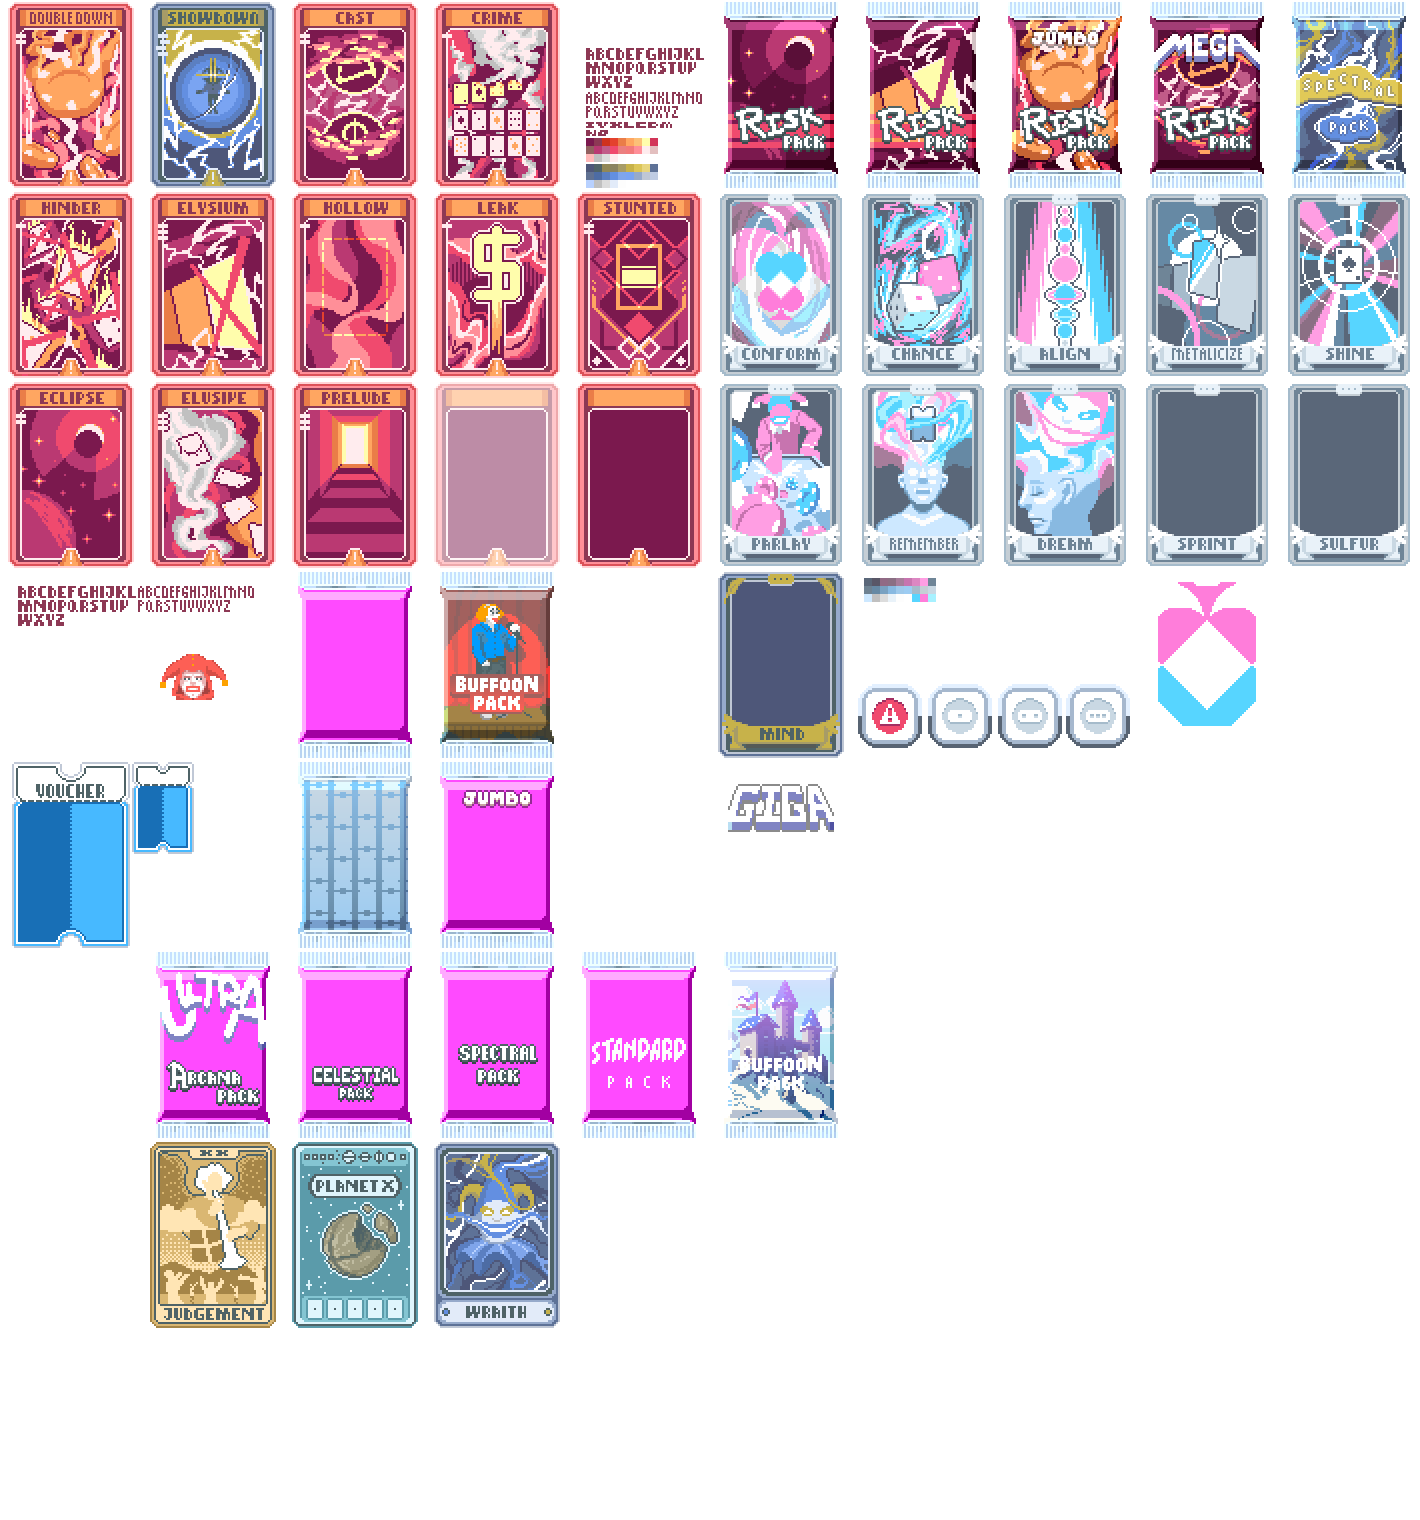 DOUBLEDOWN
SHOWDOWN
CAST
CRIME
ABCDEFGHIJKL
MNOPQRSTUV
WXYZ
ABCDEFGHIJKLMNO
PQRSTUVWXYZ
RISK
PACK
RISK
PACK
JUMBO
RISK
PACK
MEGA
RISK
PACK
SPECTRAL
PACK
HINDER
ELYSIUM
HOLLOW
LEAK
STUNTED
CONFORM
CHANCE
ALIGN
METALICIZE
SHINE
ECLIPSE
ELUSIVE
PRELUDE
PARLAY
REMEMBER
DREAM
SPRINT
SULFUR
ABCDEFGHIJKLABCDEFGHIJKLMNO
MNOPQRSTUV PQRSTUVWXYZ
WXYZ
BUFFOON
PACK
MIND
VOUCHER
JUMBO
GIGA
ULTRA
ARCANA
PACK
CELESTIAL
PACK
SPECTRAL
PACK
STANDARD
PACK
BUFFOON
PACK
XX
JUDGEMENT
PLANET X
WRAITH